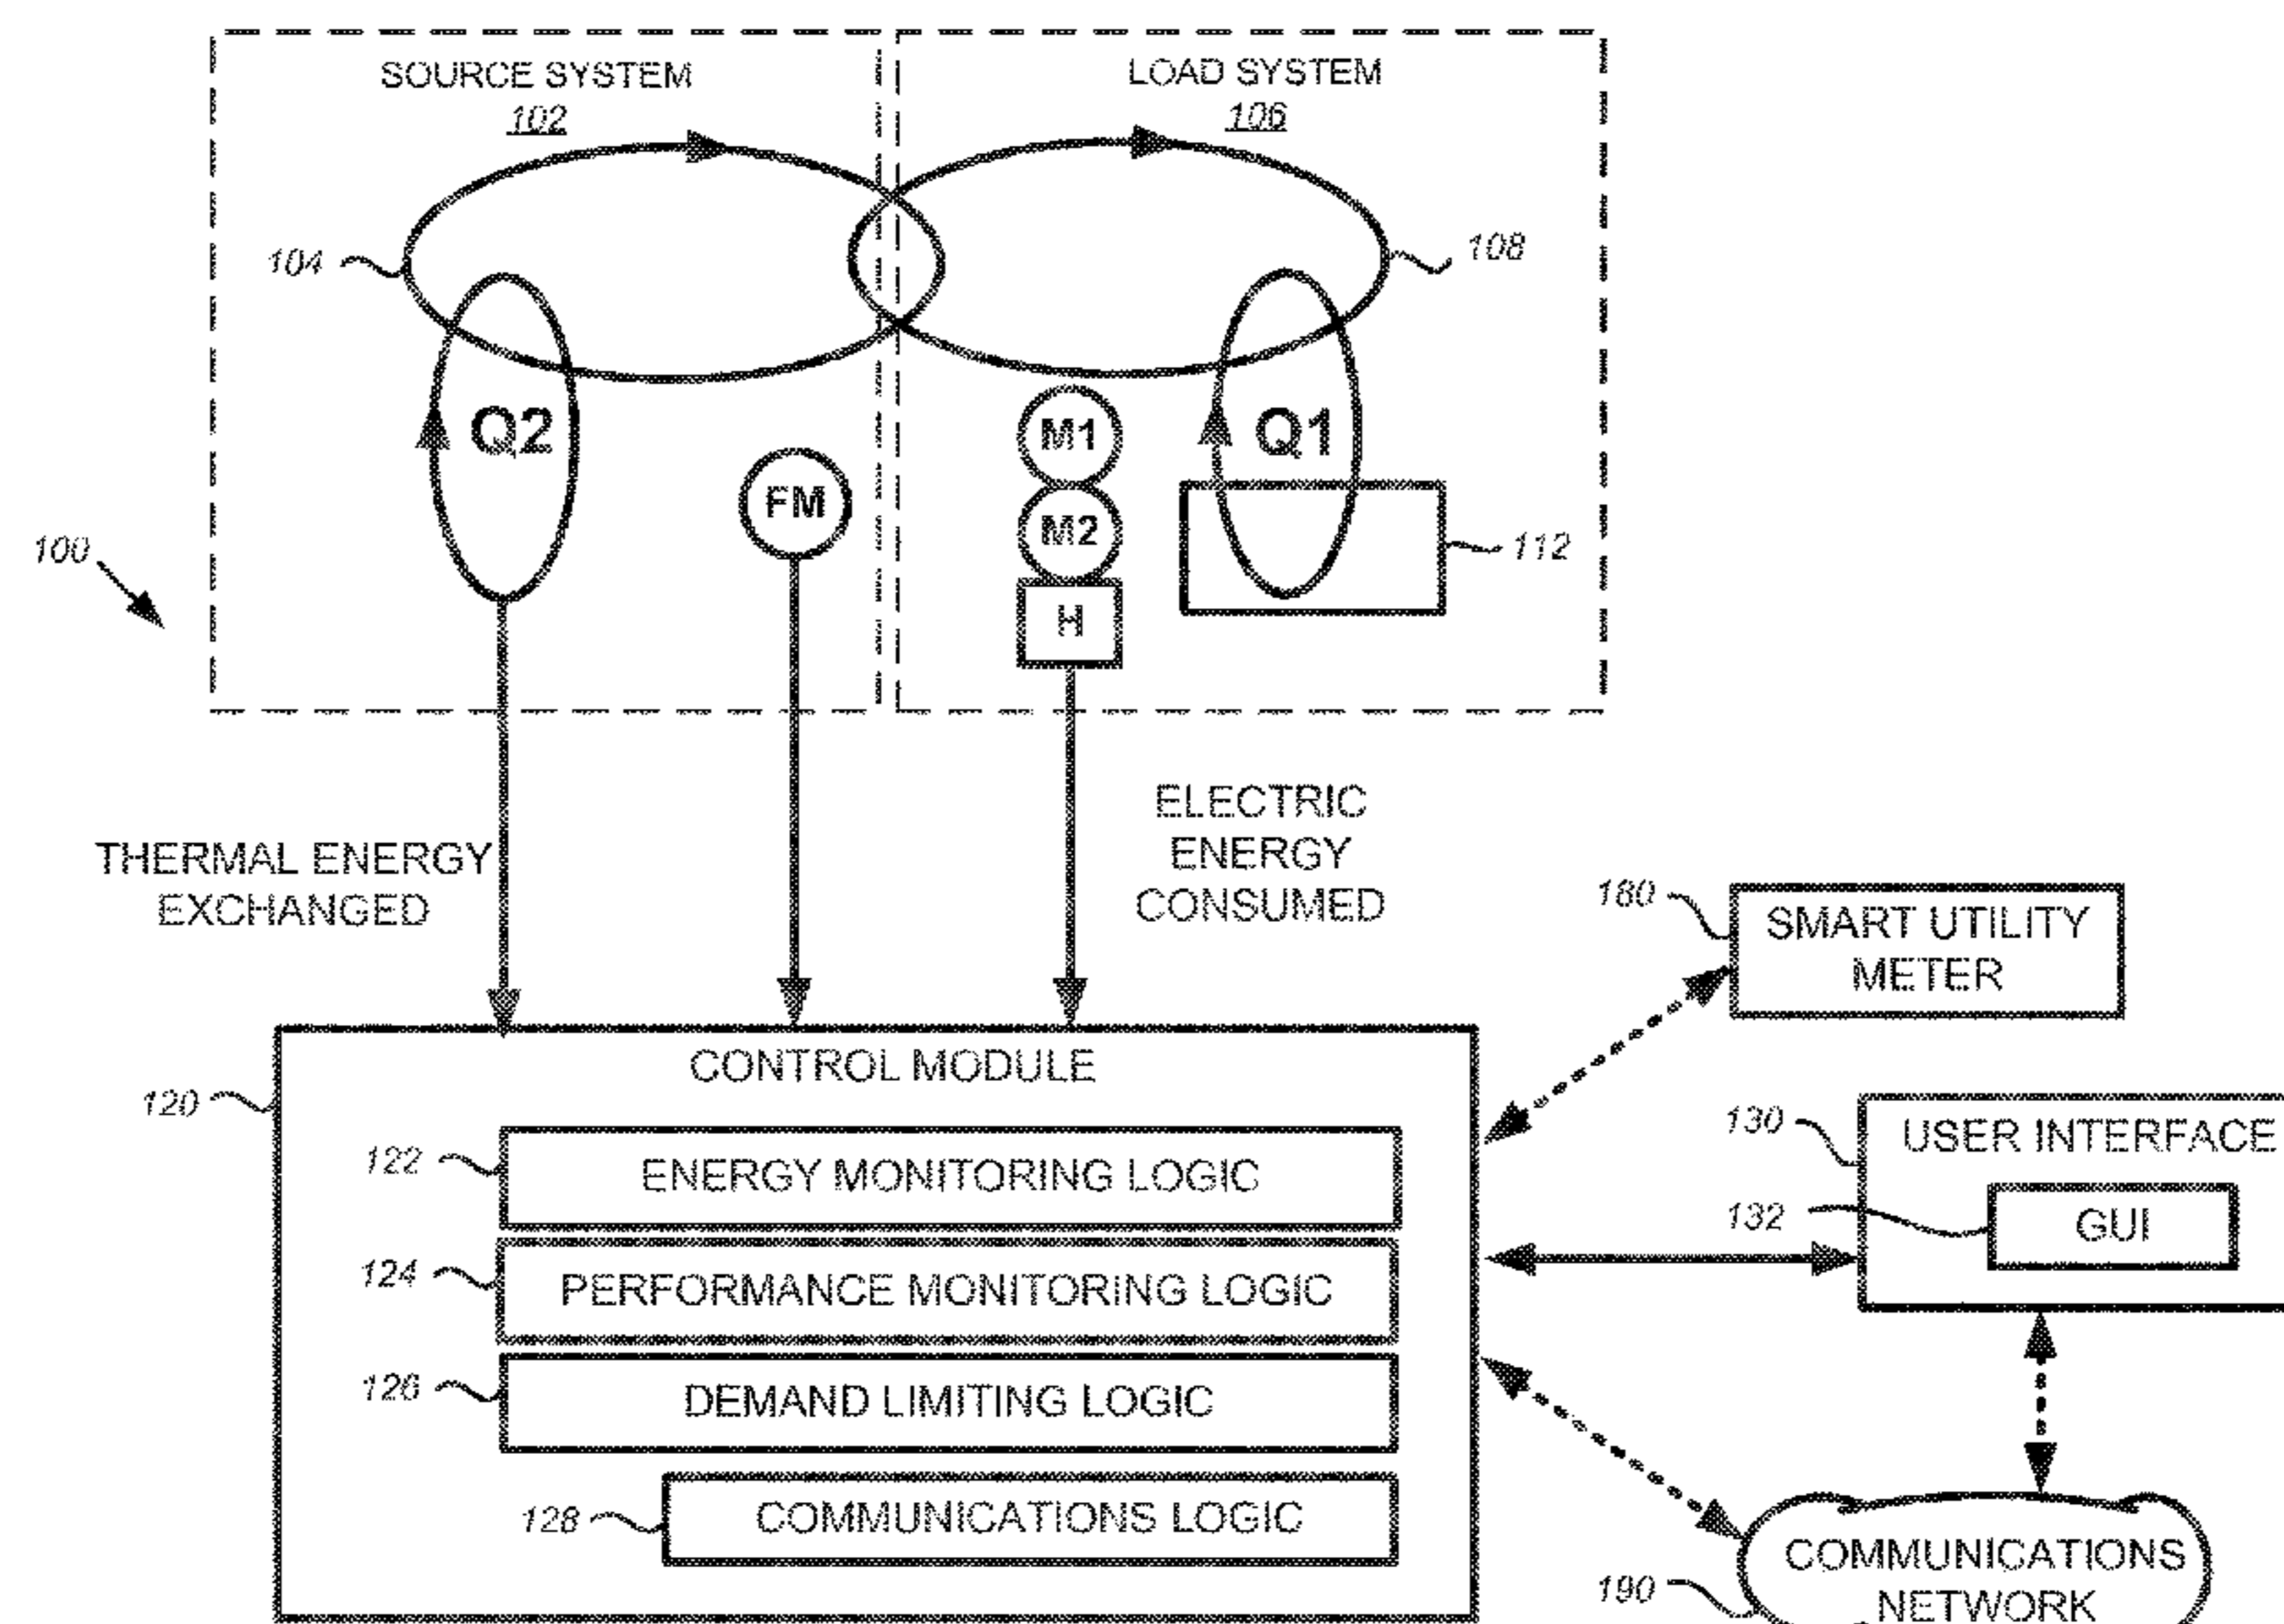 SOURCE SYSTEM
102
LOAD SYSTEM
106
104
108
Q2
FM
M1
M2
H
Q1
112
100
THERMAL ENERGY
EXCHANGED
ELECTRIC
ENERGY
CONSUMED
180
SMART UTILITY
METER
CONTROL MODULE
120
122
ENERGY MONITORING LOGIC
124
PERFORMANCE MONITORING LOGIC
126
DEMAND LIMITING LOGIC
128
COMMUNICATIONS LOGIC
130
USER INTERFACE
132
GUI
COMMUNICATIONS
NETWORK
190